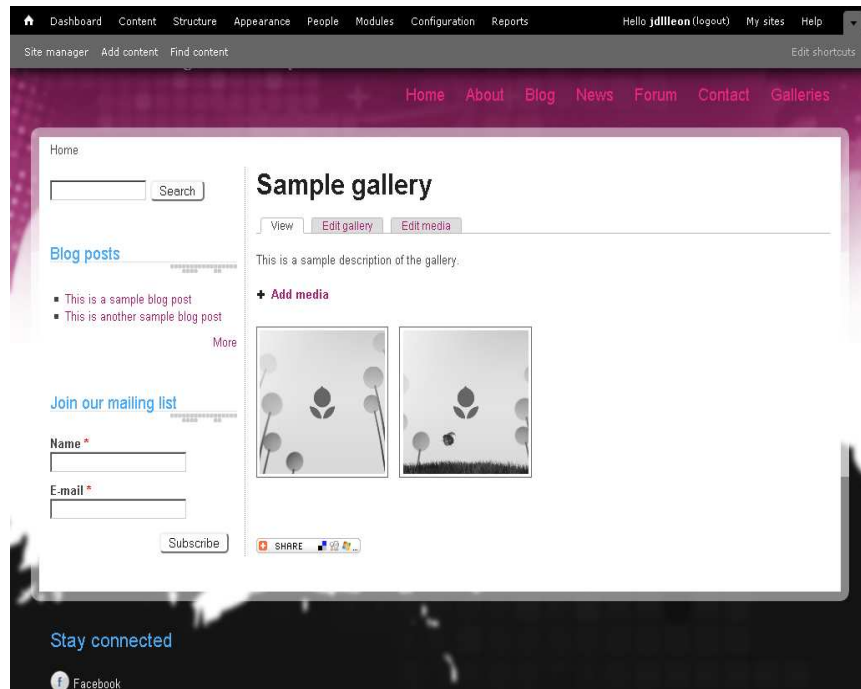 Dashboard Content Structure Appearance People Modules Configuration Reports Hello jdllleon (logout) My sites Help
Site manager Add content Find content Edit shortcuts
Home About Blog News Forum Contact Galleries
Home
Search
Sample gallery
View Edit gallery Edit media
Blog posts
This is a sample description of the gallery.
This is a sample blog post
This is another sample blog post
More
+ Add media
Join our mailing list
Name *
E-mail *
Subscribe
SHARE ...
Stay connected
f Facebook